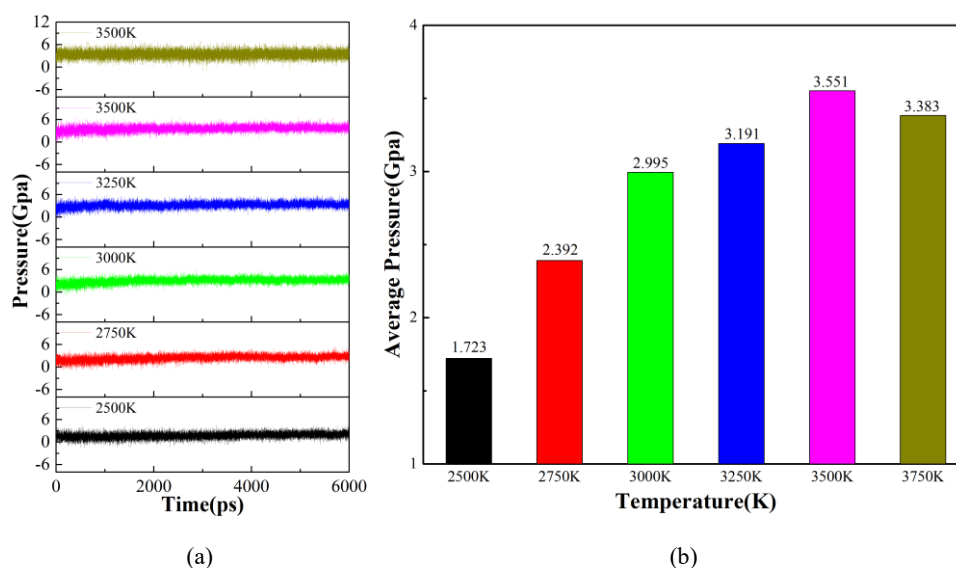 12
6
0
-6
3500K
6
0
-6
3500K
6
0
-6
3250K
6
0
-6
3000K
6
0
-6
2750K
6
0
-6
2500K
0 2000 4000 6000
Time(ps)
Pressure(Gpa)
(a)
4
3
2
1
Average Pressure(Gpa)
1.723
2.392
2.995
3.191
3.551
3.383
2500K 2750K 3000K 3250K 3500K 3750K
Temperature(K)
(b)